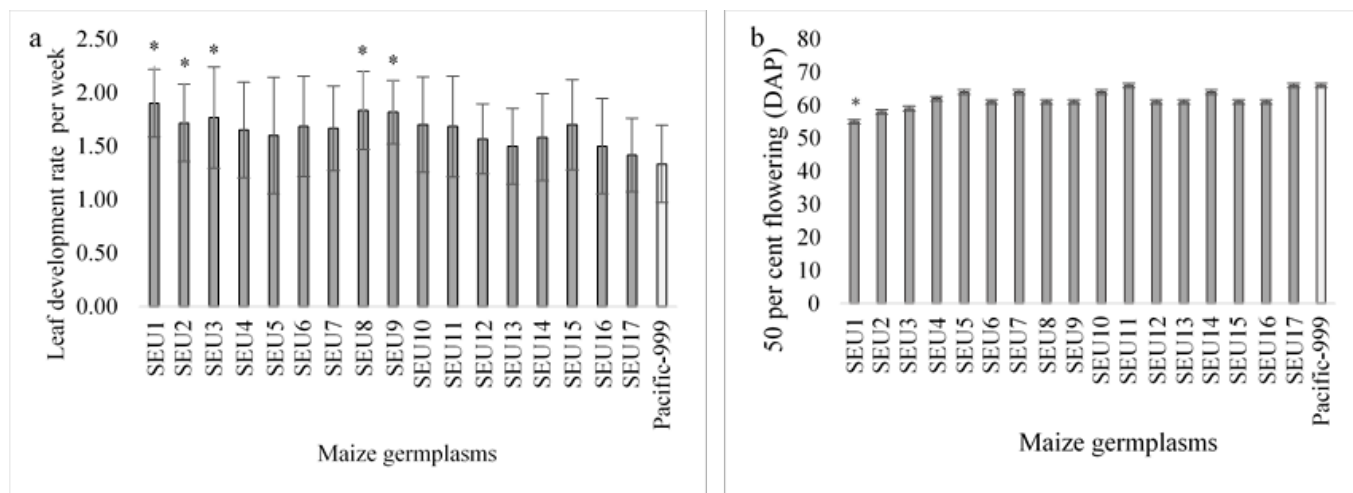 a
Leaf development rate per week
2.50
2.00
1.50
1.00
0.50
0.00
* * * * *
SEU1
SEU2
SEU3
SEU4
SEU5
SEU6
SEU7
SEU8
SEU9
SEU10
SEU11
SEU12
SEU13
SEU14
SEU15
SEU16
SEU17
Pacific-999
Maize germplasms
b
50 per cent flowering (DAP)
80
70
60
50
40
30
20
10
0
*
SEU1
SEU2
SEU3
SEU4
SEU5
SEU6
SEU7
SEU8
SEU9
SEU10
SEU11
SEU12
SEU13
SEU14
SEU15
SEU16
SEU17
Pacific-999
Maize germplasms